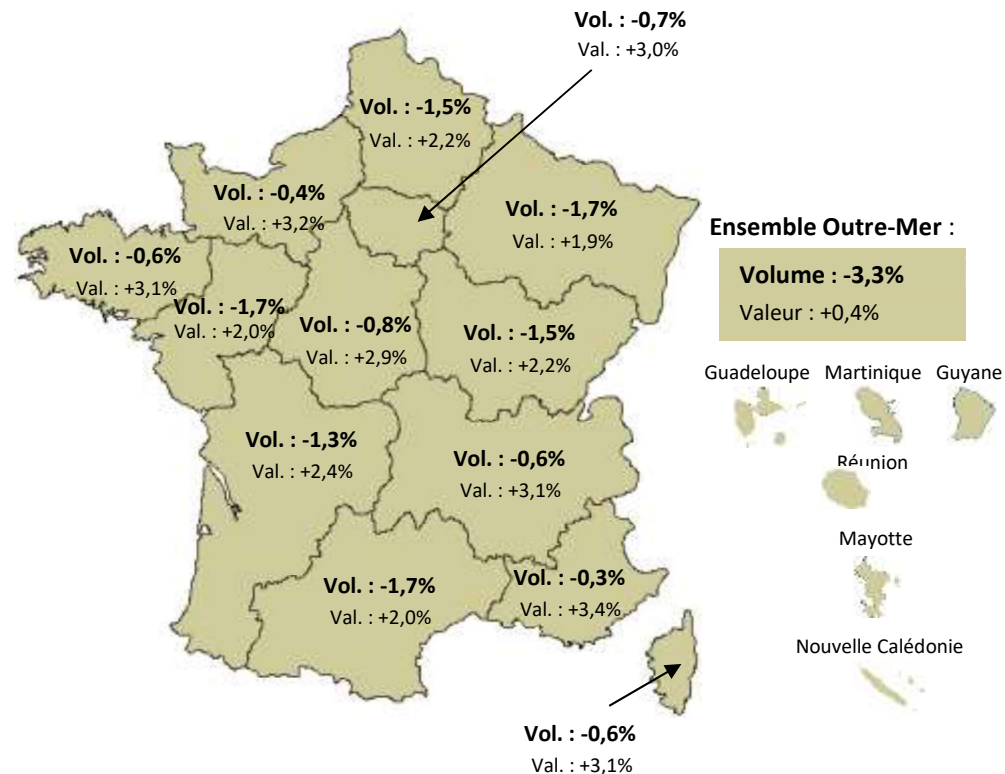 Vol. : -0,7%
Val. : +3,0%
Vol. : -1,5%
Val. : +2,2%
Vol. : -0,4%
Val. : +3,2%
Vol. : -1,7%
Val. : +1,9%
Vol. : -0,6%
Val. : +3,1%
Vol. : -1,7%
Val. : +2,0%
Vol. : -0,8%
Val. : +2,9%
Vol. : -1,5%
Val. : +2,2%
Vol. : -1,3%
Val. : +2,4%
Vol. : -0,6%
Val. : +3,1%
Vol. : -1,7%
Val. : +2,0%
Vol. : -0,3%
Val. : +3,4%
Vol. : -0,6%
Val. : +3,1%
Ensemble Outre-Mer :
Volume : -3,3%
Valeur : +0,4%
Guadeloupe Martinique Guyane
Réunion
Mayotte
Nouvelle Calédonie